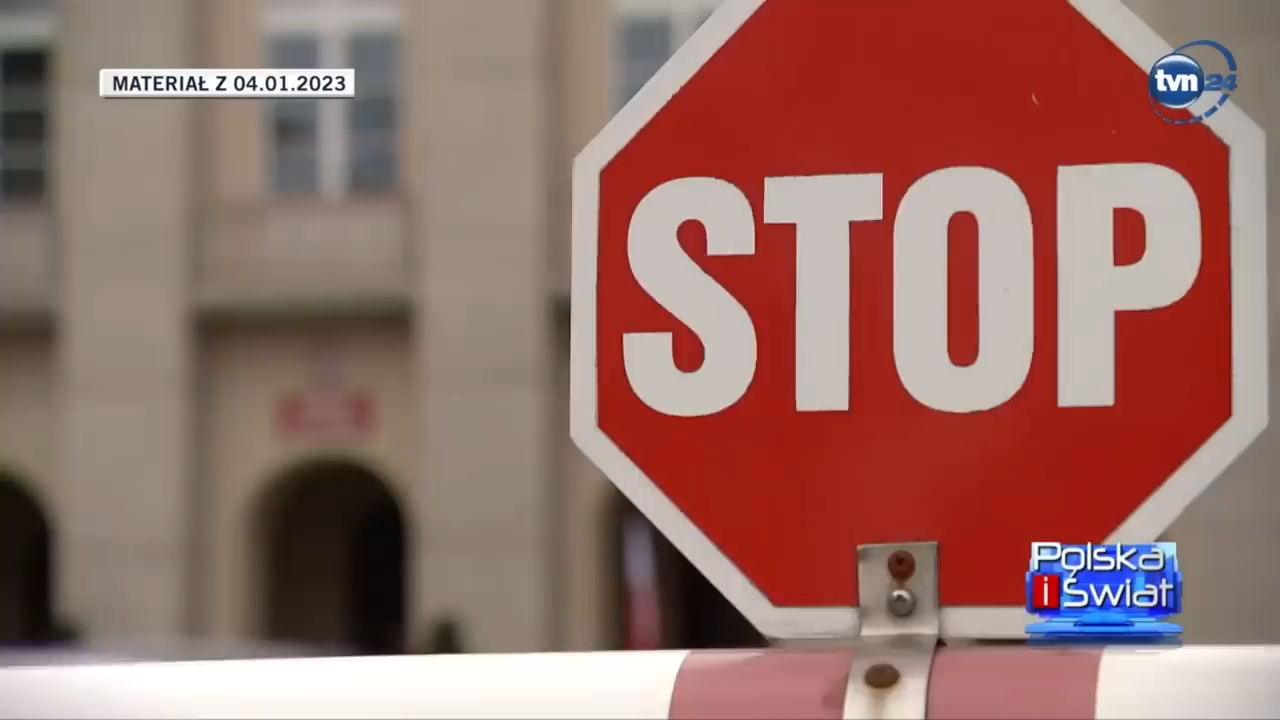 MATERIAŁ Z 04.01.2023
tvn24
STOP
Polska
i Świat